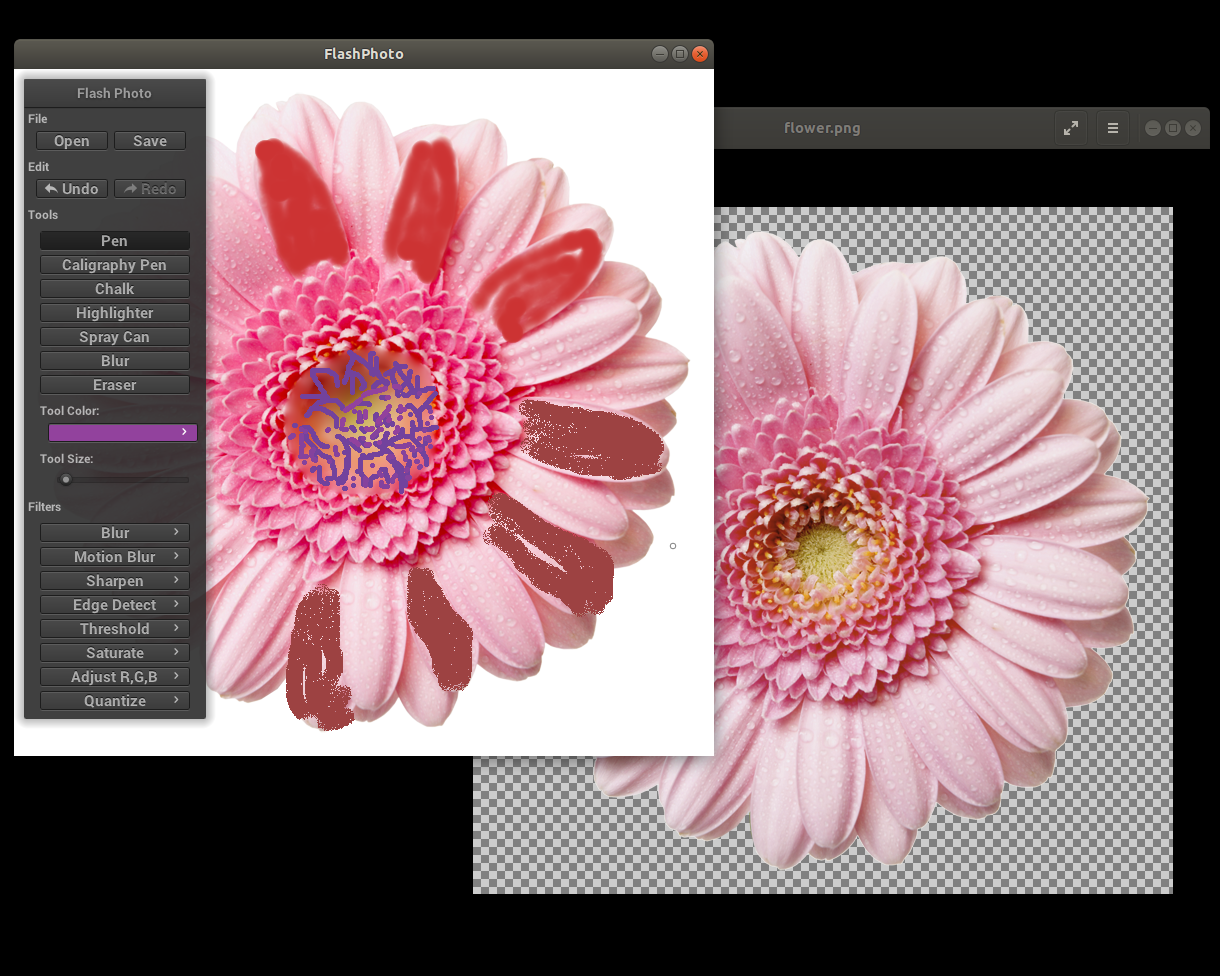 FlashPhoto
Flash Photo
File
Open Save
Edit
Undo Redo
Tools
Pen
Caligraphy Pen
Chalk
Highlighter
Spray Can
Blur
Eraser
Tool Color:
Tool Size:
Filters
Blur
Motion Blur
Sharpen
Edge Detect
Threshold
Saturate
Adjust R,G,B
Quantize
flower.png